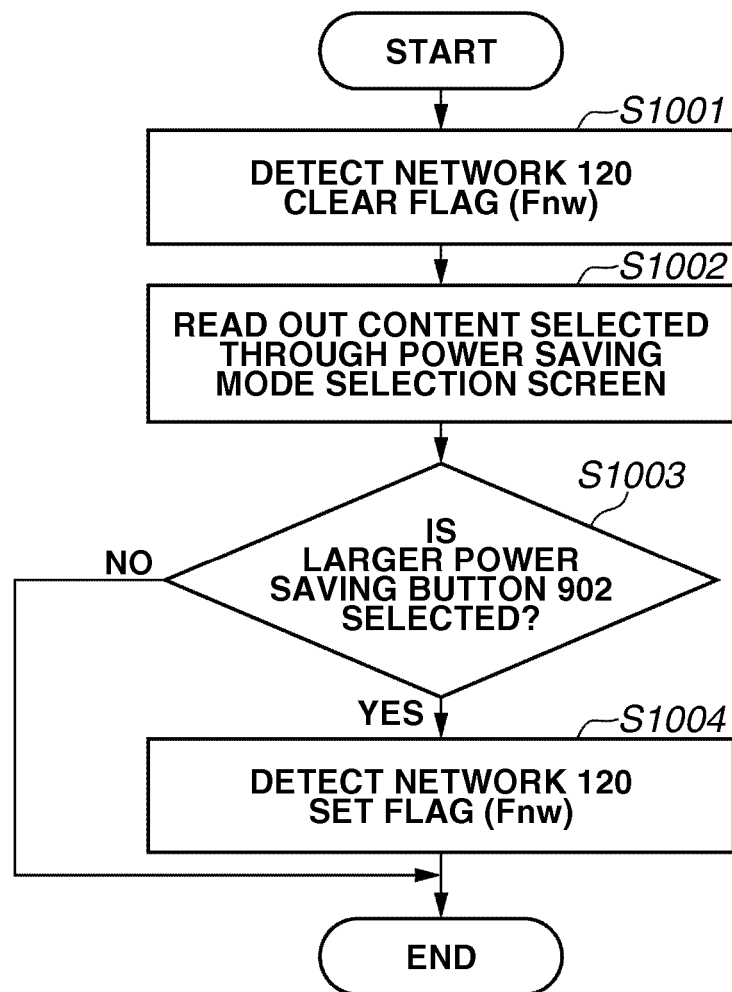 START
S1001
DETECT NETWORK 120
CLEAR FLAG (Fnw)
S1002
READ OUT CONTENT SELECTED
THROUGH POWER SAVING
MODE SELECTION SCREEN
S1003
IS
LARGER POWER
SAVING BUTTON 902
SELECTED?
NO
YES
S1004
DETECT NETWORK 120
SET FLAG (Fnw)
END